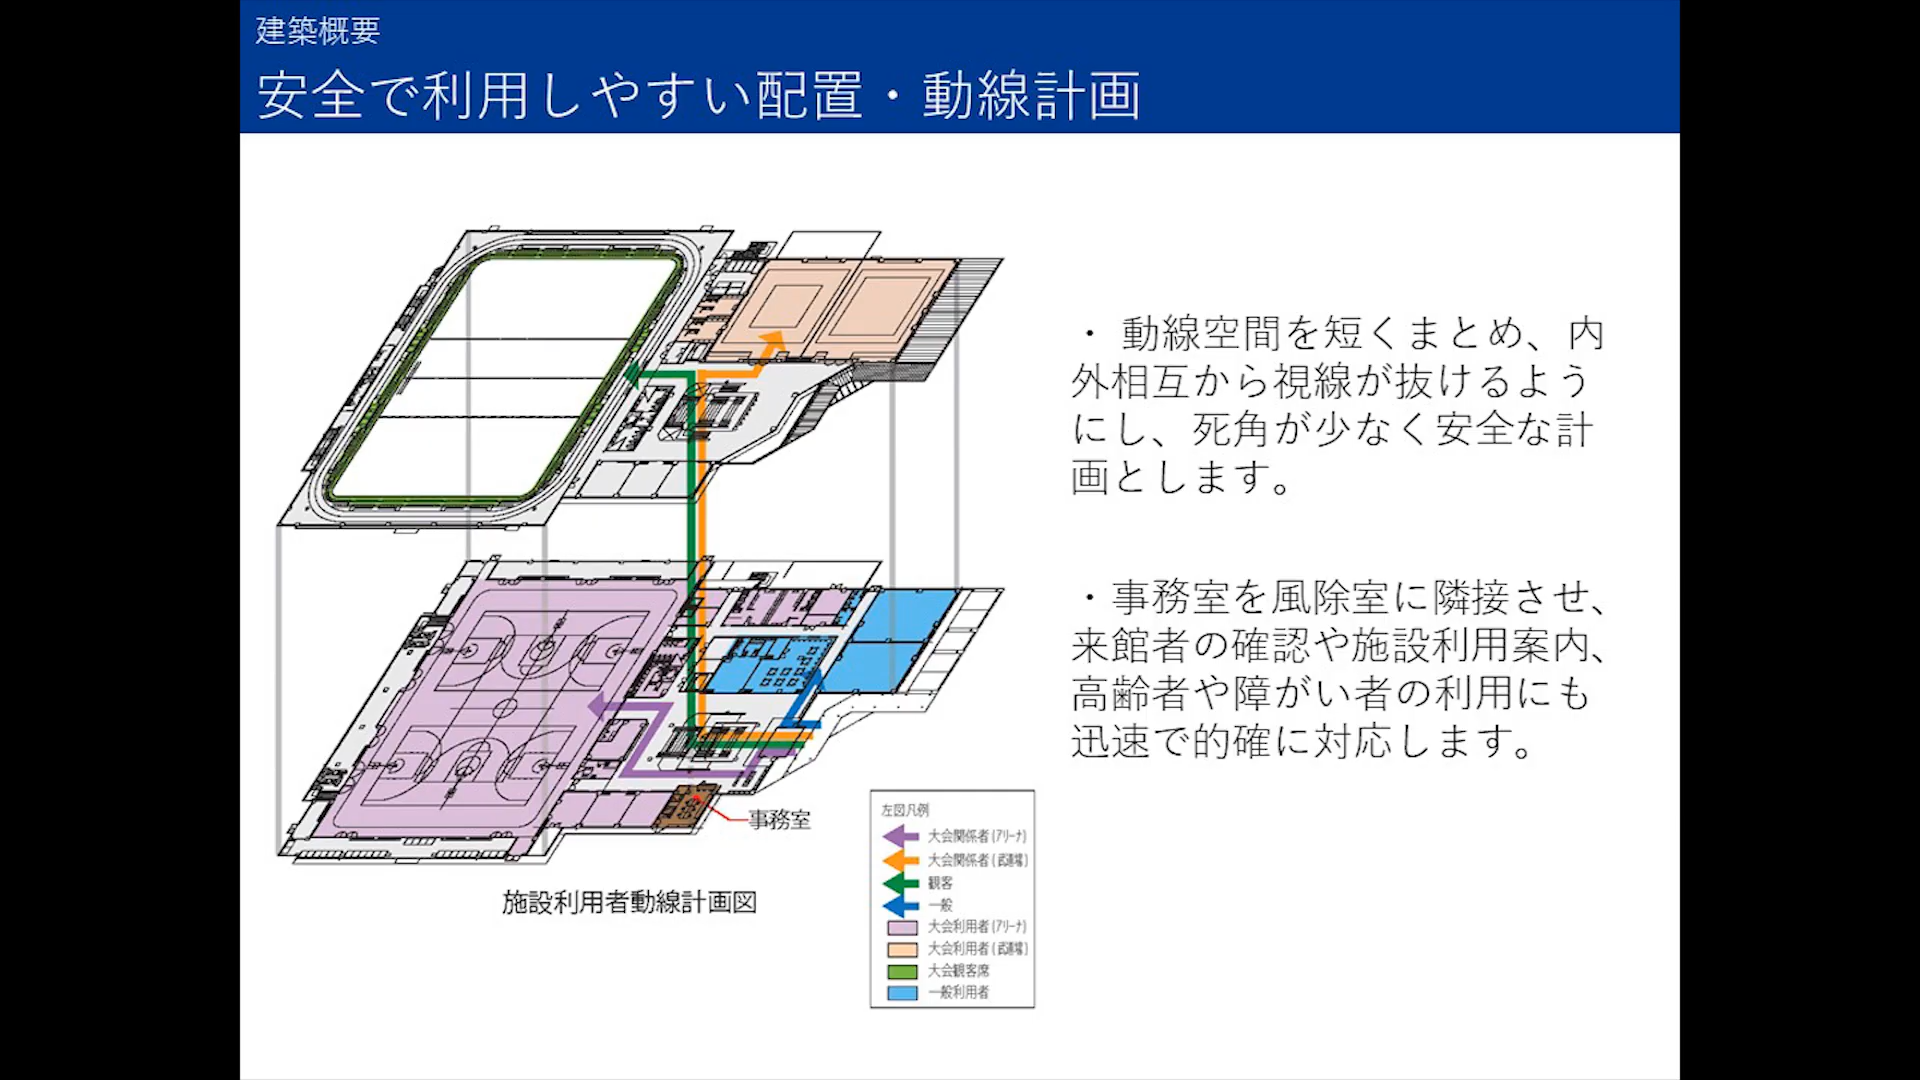 建築概要
安全で利用しやすい配置・動線計画
・ 動線空間を短くまとめ、内
外相互から視線が抜けるよう
にし、死角が少なく安全な計
画とします。
・事務室を風除室に隣接させ、
来館者の確認や施設利用案内、
高齢者や障がい者の利用にも
迅速で的確に対応します。
事務室
施設利用者動線計画図
左図凡例
大会関係者(アリーナ)
大会関係者(武道場)
観客
一般
大会利用者(アリーナ)
大会利用者(武道場)
大会観客席
一般利用者